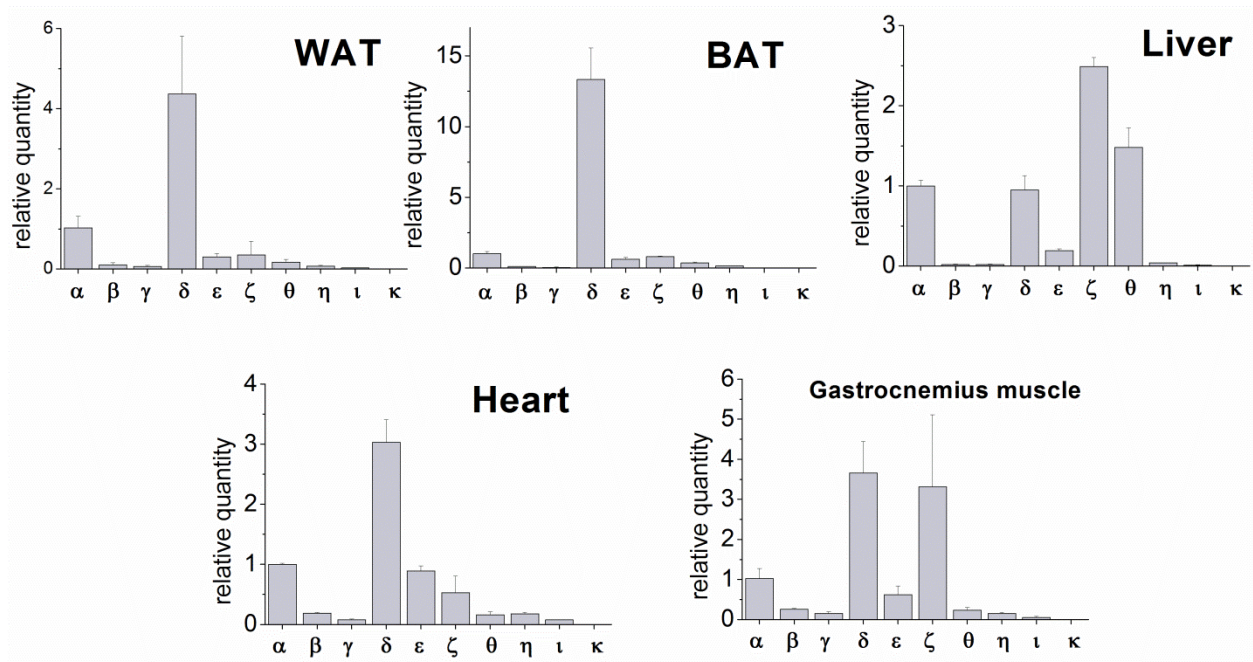 WAT
relative quantity
6
4
2
0
α β γ δ ε ζ θ η ι κ
BAT
relative quantity
15
10
5
0
α β γ δ ε ζ θ η ι κ
Liver
relative quantity
3
2
1
0
α β γ δ ε ζ θ η ι κ
Heart
relative quantity
4
3
2
1
0
α β γ δ ε ζ θ η ι κ
Gastrocnemius muscle
relative quantity
6
5
4
3
2
1
0
α β γ δ ε ζ θ η ι κ